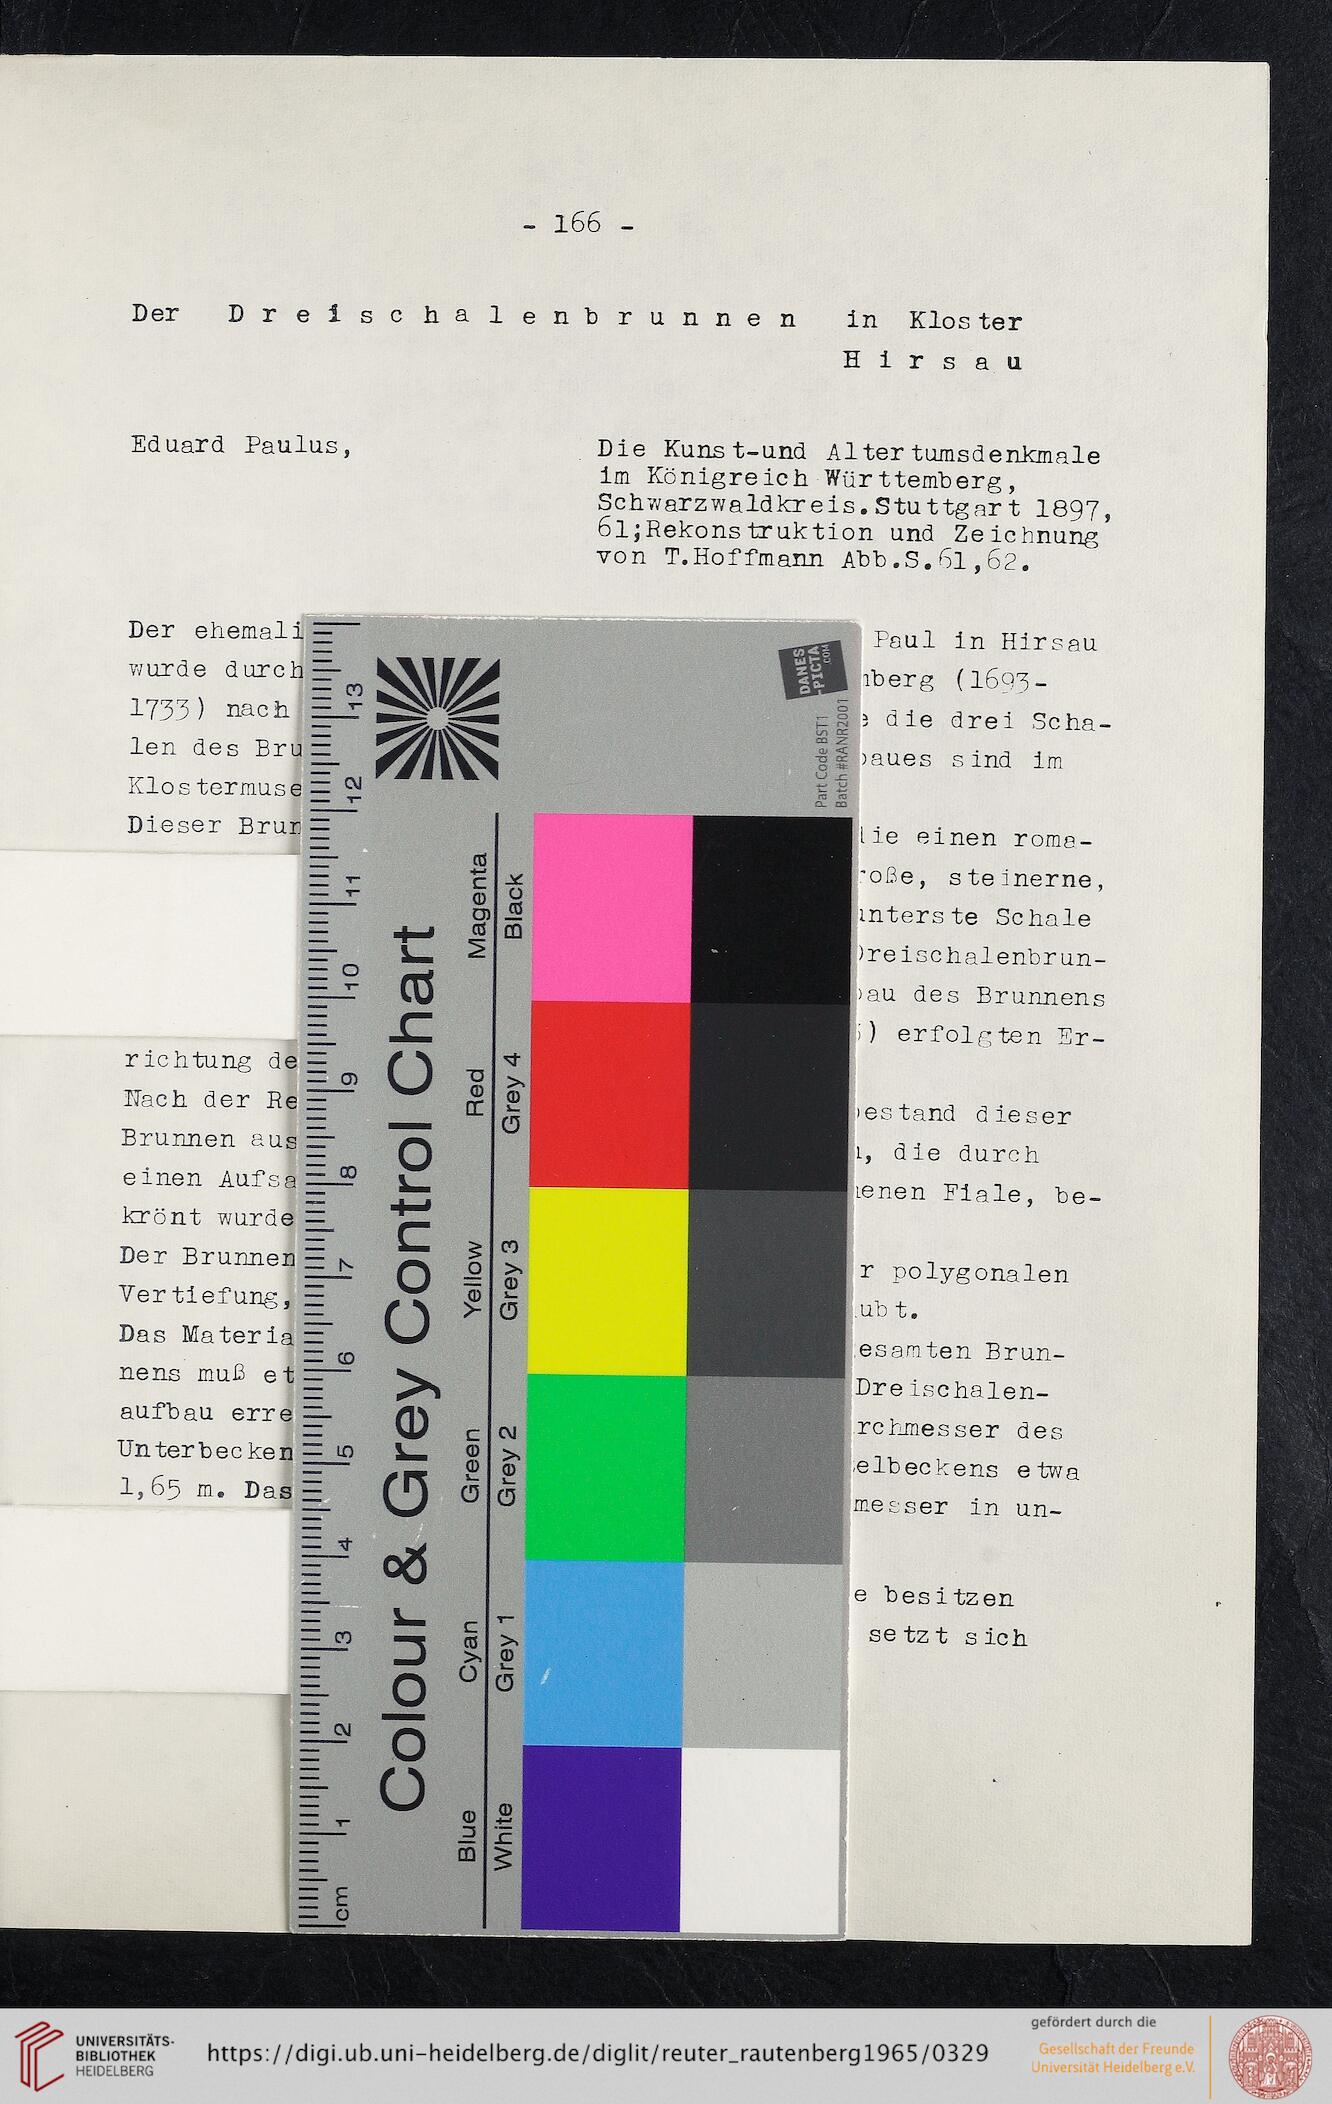 - 166 -
Der Dreischalenbrunnen in Kloster
Hirsau
Eduard Paulus,
Die Kunst-und Altertumsdenkmale
im Königreich Württemberg,
Schwarzwaldkreis.Stuttgart 1897,
61;Rekonstruktion und Zeichnung
von T.Hoffmann Abb.S.61,62.
Der ehemali Paul in Hirsau
wurde durch berg (1693-
1733) nach die drei Scha-
len des Bru aues sind im
Klostermuse
Dieser Brun ie einen roma-
oße, steinerne,
unterste Schale
Dreischalenbrun-
au des Brunnens
) erfolgten Er-
richtung de
Nach der Re estand dieser
Brunnen aus , die durch
einen Aufsa enen Fiale, be-
krönt wurde
Der Brunnen r polygonalen
Vertiefung, ubt.
Das Materia esamten Brun-
nens muß et Dreischalen-
aufbau erre rchmesser des
Unterbecken elbeckens etwa
1,65 m. Das messer in un-
e besitzen
setzt sich
DANES
-PICTA
.COM
Part Code BST1
Batch #RANR2001
Colour & Grey Control Chart
Magenta
Black
Red
Grey 4
Yellow
Grey 3
Green
Grey 2
Cyan
Grey 1
Blue
White
13
12
11
10
9
8
7
6
5
4
3
2
1
cm
UNIVERSITÄTS-
BIBLIOTHEK
HEIDELBERG
https://digi.ub.uni-heidelberg.de/diglit/reuter_rautenberg1965/0329
gefördert durch die
Gesellschaft der Freunde
Universität Heidelberg e.V.